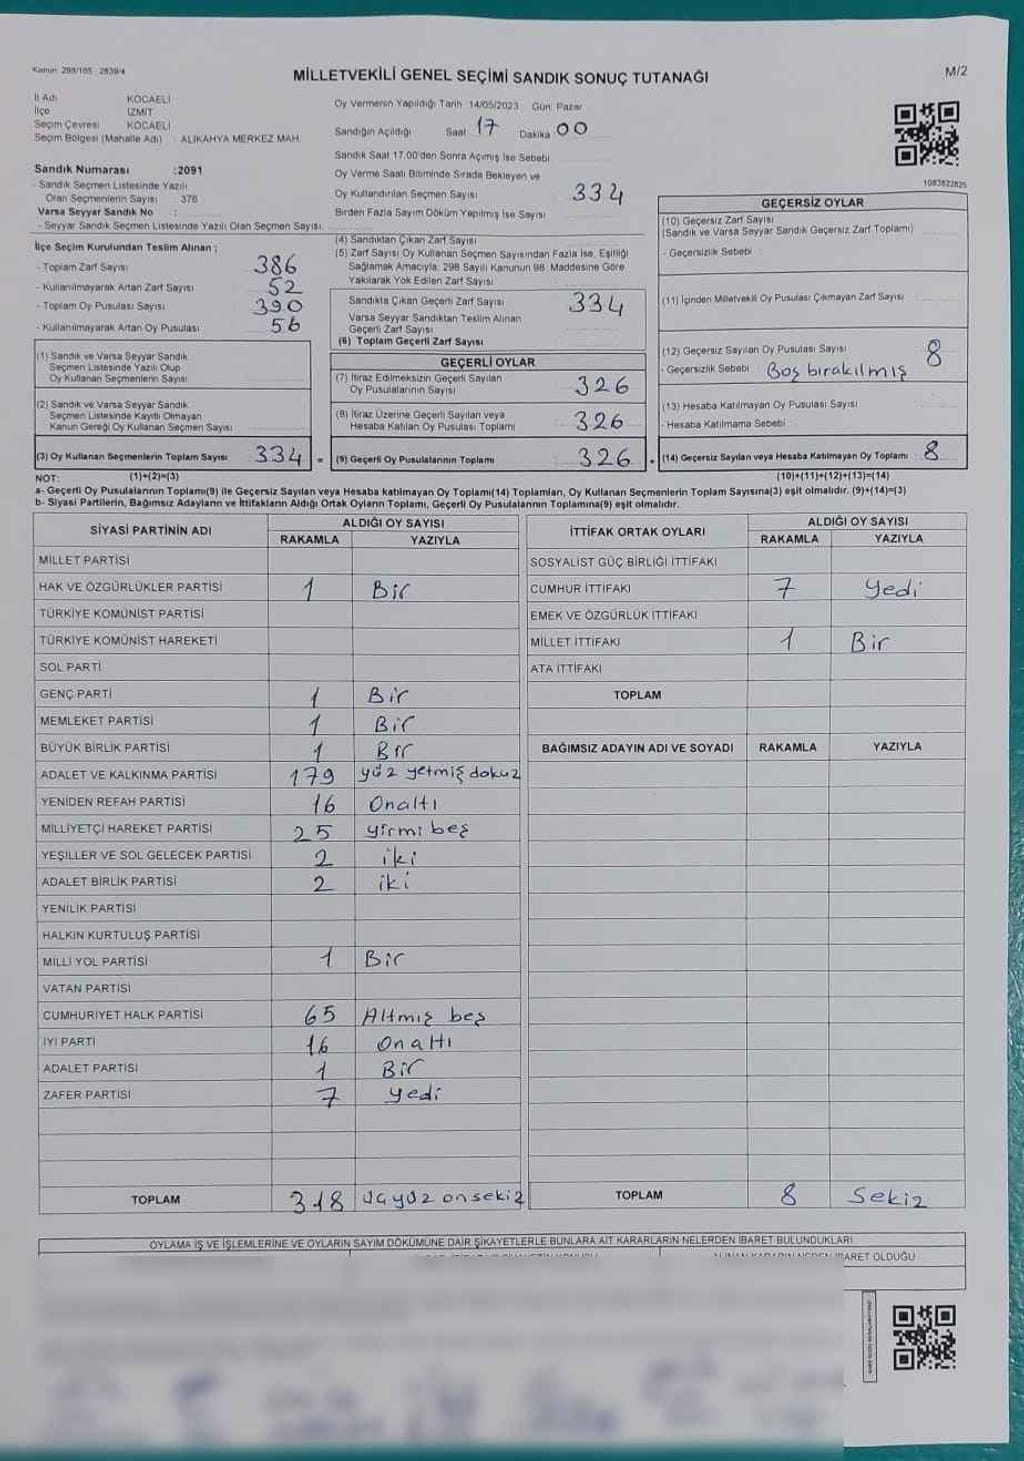 Kanun: 298/105 2839/4
MİLLETVEKİLİ GENEL SEÇİMİ SANDIK SONUÇ TUTANAĞI
M/2
İl Adı KOCAELİ
İlçe İZMİT
Seçim Çevresi KOCAELİ
Seçim Bölgesi (Mahalle Adı) ALİKAHYA MERKEZ MAH.
Sandık Numarası :2091
- Sandık Seçmen Listesinde Yazılı
Olan Seçmenlerin Sayısı 376
Varsa Seyyar Sandık No :
- Seyyar Sandık Seçmen Listesinde Yazılı Olan Seçmen Sayısı
Oy Vermenin Yapıldığı Tarih 14/05/2023 Gün: Pazar
Sandığın Açıldığı Saat 17 Dakika 00
Sandık Saat 17.00'den Sonra Açımış İse Sebebi
Oy Verme Saati Bitiminde Sırada Bekleyen ve
Oy Kullandırılan Seçmen Sayısı 334
Birden Fazla Sayım Döküm Yapılmış İse Sayısı
1083822825
İlçe Seçim Kurulundan Teslim Alınan ;
- Toplam Zarf Sayısı 386
- Kullanılmayarak Artan Zarf Sayısı 52
- Toplam Oy Pusulası Sayısı 390
- Kullanılmayarak Artan Oy Pusulası 56
(1) Sandık ve Varsa Seyyar Sandık
Seçmen Listesinde Yazılı Olup
Oy Kullanan Seçmenlerin Sayısı
(2) Sandık ve Varsa Seyyar Sandık
Seçmen Listesinde Kayıtlı Olmayan
Kanun Gereği Oy Kullanan Seçmen Sayısı
(3) Oy Kullanan Seçmenlerin Toplam Sayısı 334 =
(4) Sandıktan Çıkan Zarf Sayısı
(5) Zarf Sayısı Oy Kullanan Seçmen Sayısından Fazla İse, Eşitliği
Sağlamak Amacıyla; 298 Sayılı Kanunun 98. Maddesine Göre
Yakılarak Yok Edilen Zarf Sayısı
Sandıkta Çıkan Geçerli Zarf Sayısı 334
Varsa Seyyar Sandıktan Teslim Alınan
Geçerli Zarf Sayısı
(6) Toplam Geçerli Zarf Sayısı
GEÇERLİ OYLAR
(7) İtiraz Edilmeksizin Geçerli Sayılan
Oy Pusulalarının Sayısı 326
(8) İtiraz Üzerine Geçerli Sayılan veya
Hesaba Katılan Oy Pusulası Toplamı 326
(9) Geçerli Oy Pusulalarının Toplamı 326 +
GEÇERSİZ OYLAR
(10) Geçersiz Zarf Sayısı
(Sandık ve Varsa Seyyar Sandık Geçersiz Zarf Toplamı)
- Geçersizlik Sebebi
(11) İçinden Milletvekili Oy Pusulası Çıkmayan Zarf Sayısı
(12) Geçersiz Sayılan Oy Pusulası Sayısı 8
- Geçersizlik Sebebi Boş bırakılmış
(13) Hesaba Katılmayan Oy Pusulası Sayısı
- Hesaba Katılmama Sebebi
(14) Geçersiz Sayılan veya Hesaba Katılmayan Oy Toplamı : 8
NOT: (1)+(2)=(3) (10)+(11)+(12)+(13)=(14)
a- Geçerli Oy Pusulalarının Toplamı(9) ile Geçersiz Sayılan veya Hesaba katılmayan Oy Toplamı(14) Toplamları, Oy Kullanan Seçmenlerin Toplam Sayısına(3) eşit olmalıdır. (9)+(14)=(3)
b- Siyasi Partilerin, Bağımsız Adayların ve İttifakların Aldığı Ortak Oyların Toplamı, Geçerli Oy Pusulalarının Toplamına(9) eşit olmalıdır.
SİYASİ PARTİNİN ADI ALDIĞI OY SAYISI
RAKAMLA YAZIYLA
MİLLET PARTİSİ
HAK VE ÖZGÜRLÜKLER PARTİSİ 1 Bir
TÜRKİYE KOMÜNİST PARTİSİ
TÜRKİYE KOMÜNİST HAREKETİ
SOL PARTİ
GENÇ PARTİ 1 Bir
MEMLEKET PARTİSİ 1 Bir
BÜYÜK BİRLİK PARTİSİ 1 Bir
ADALET VE KALKINMA PARTİSİ 179 yüz yetmiş dokuz
YENİDEN REFAH PARTİSİ 16 Onaltı
MİLLİYETÇİ HAREKET PARTİSİ 25 yirmi beş
YEŞİLLER VE SOL GELECEK PARTİSİ 2 iki
ADALET BİRLİK PARTİSİ 2 iki
YENİLİK PARTİSİ
HALKIN KURTULUŞ PARTİSİ
MİLLİ YOL PARTİSİ 1 Bir
VATAN PARTİSİ
CUMHURİYET HALK PARTİSİ 65 Altmış beş
İYİ PARTİ 16 Onaltı
ADALET PARTİSİ 1 Bir
ZAFER PARTİSİ 7 yedi
TOPLAM 318 üçyüz onsekiz
İTTİFAK ORTAK OYLARI ALDIĞI OY SAYISI
RAKAMLA YAZIYLA
SOSYALİST GÜÇ BİRLİĞİ İTTİFAKI
CUMHUR İTTİFAKI 7 yedi
EMEK VE ÖZGÜRLÜK İTTİFAKI
MİLLET İTTİFAKI 1 Bir
ATA İTTİFAKI
TOPLAM
BAĞIMSIZ ADAYIN ADI VE SOYADI RAKAMLA YAZIYLA
TOPLAM 8 Sekiz
OYLAMA İŞ VE İŞLEMLERİNE VE OYLARIN SAYIM DÖKÜMÜNE DAİR ŞİKAYETLERLE BUNLARA AİT KARARLARIN NELERDEN İBARET BULUNDUKLARI
İBARET OLDUĞU